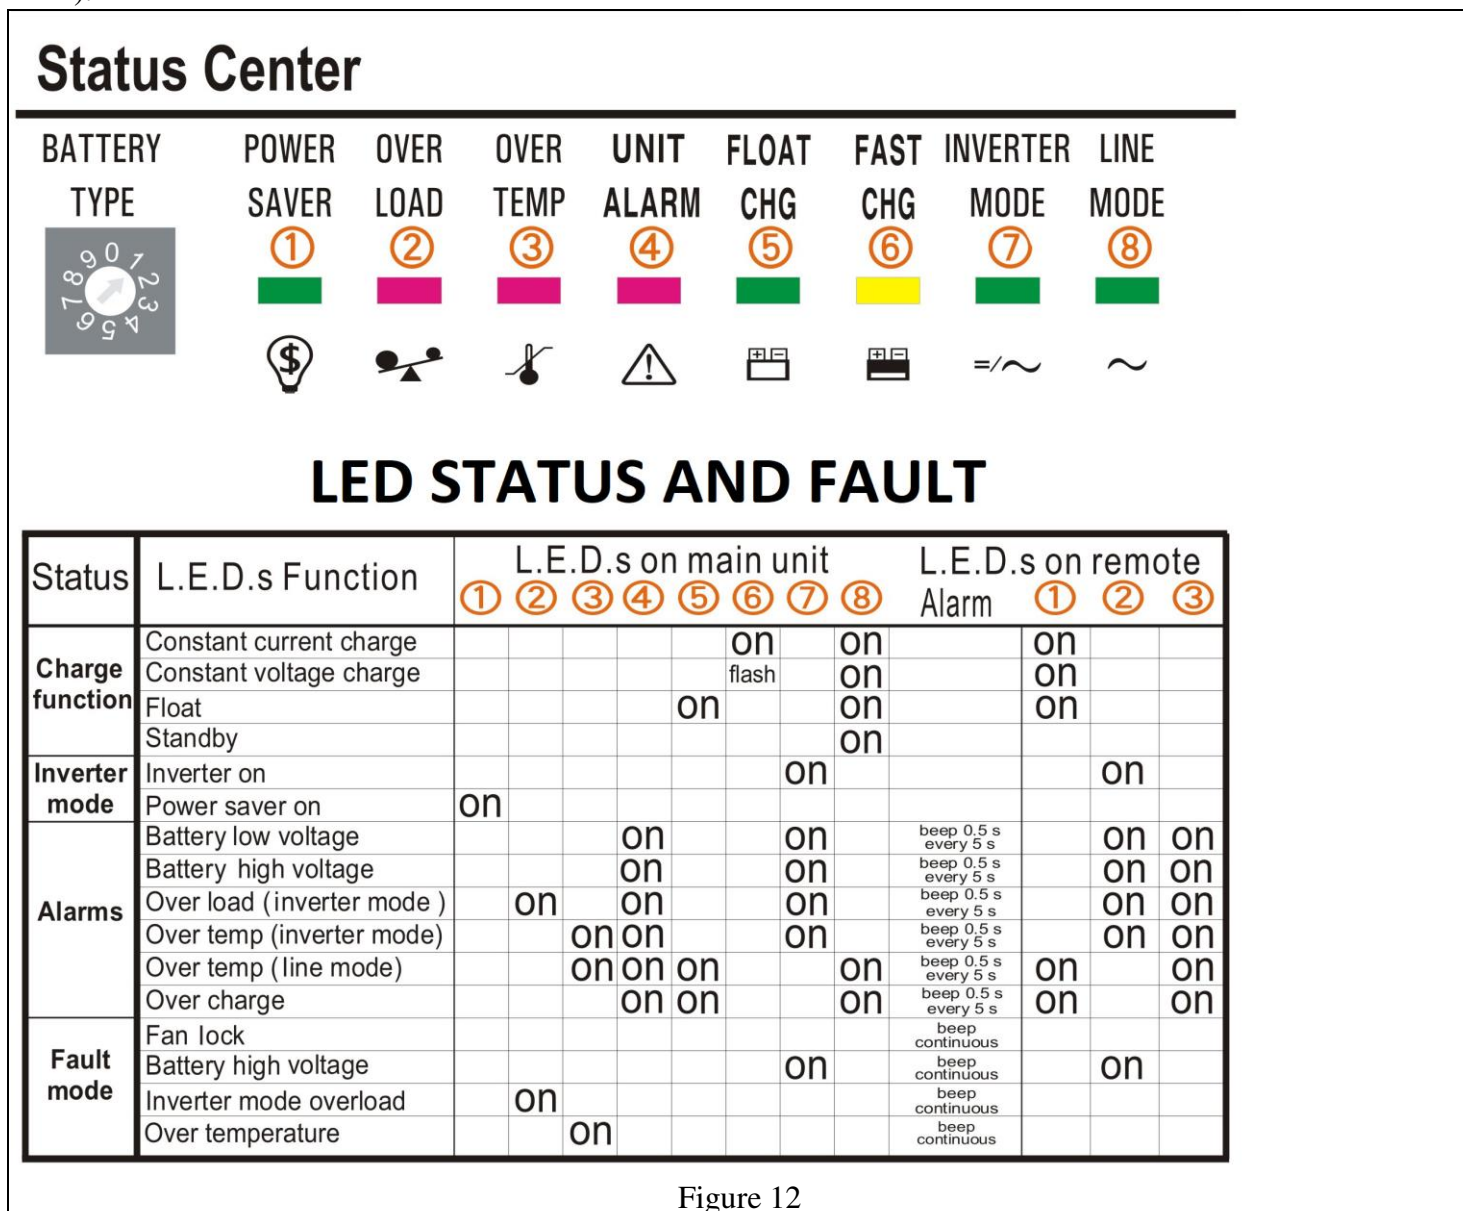 Status Center
BATTERY TYPE
POWER SAVER
OVER LOAD
OVER TEMP
UNIT ALARM
FLOAT CHG
FAST CHG
INVERTER MODE
LINE MODE
① ② ③ ④ ⑤ ⑥ ⑦ ⑧
0 1 2 3 4 5 6 7 8 9
$
!
+ −
+ −
=/~
~
LED STATUS AND FAULT
Status L.E.D.s Function L.E.D.s on main unit L.E.D.s on remote
① ② ③ ④ ⑤ ⑥ ⑦ ⑧ Alarm ① ② ③
Charge function
Constant current charge on on on
Constant voltage charge flash on on
Float on on on
Standby on
Inverter mode
Inverter on on on
Power saver on on
Alarms
Battery low voltage on on beep 0.5 s every 5 s on on
Battery high voltage on on beep 0.5 s every 5 s on on
Over load (inverter mode ) on on on beep 0.5 s every 5 s on on
Over temp (inverter mode) on on on beep 0.5 s every 5 s on on
Over temp (line mode) on on on on beep 0.5 s every 5 s on on
Over charge on on on beep 0.5 s every 5 s on on
Fault mode
Fan lock beep continuous
Battery high voltage on beep continuous on
Inverter mode overload on beep continuous
Over temperature on beep continuous
Figure 12